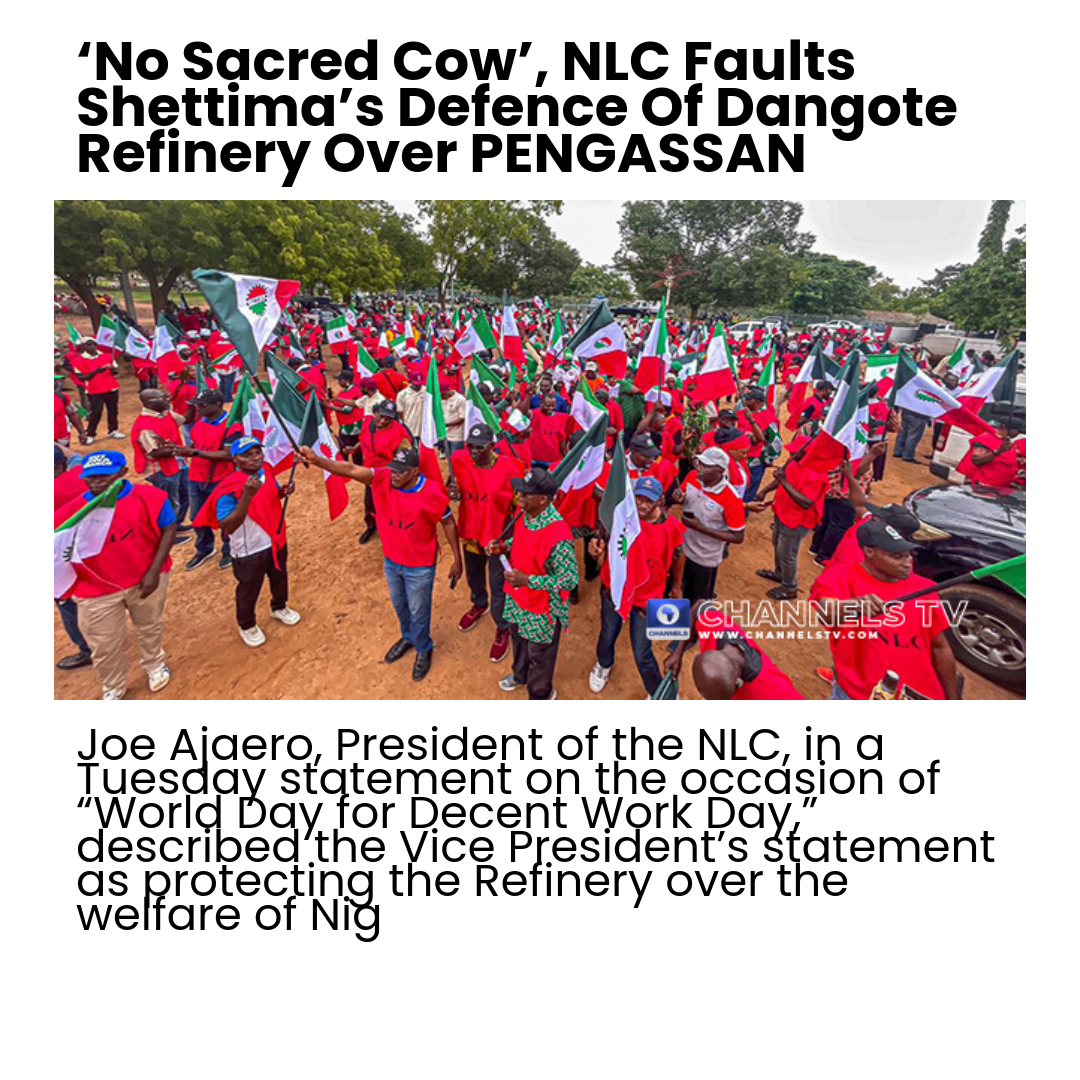 ‘No Sacred Cow’, NLC Faults
Shettima’s Defence Of Dangote
Refinery Over PENGASSAN
CHANNELS TV
WWW.CHANNELSTV.COM
CHANNELS
NLC
Joe Ajaero, President of the NLC, in a
Tuesday statement on the occasion of
“World Day for Decent Work Day,”
described the Vice President’s statement
as protecting the Refinery over the
welfare of Nig